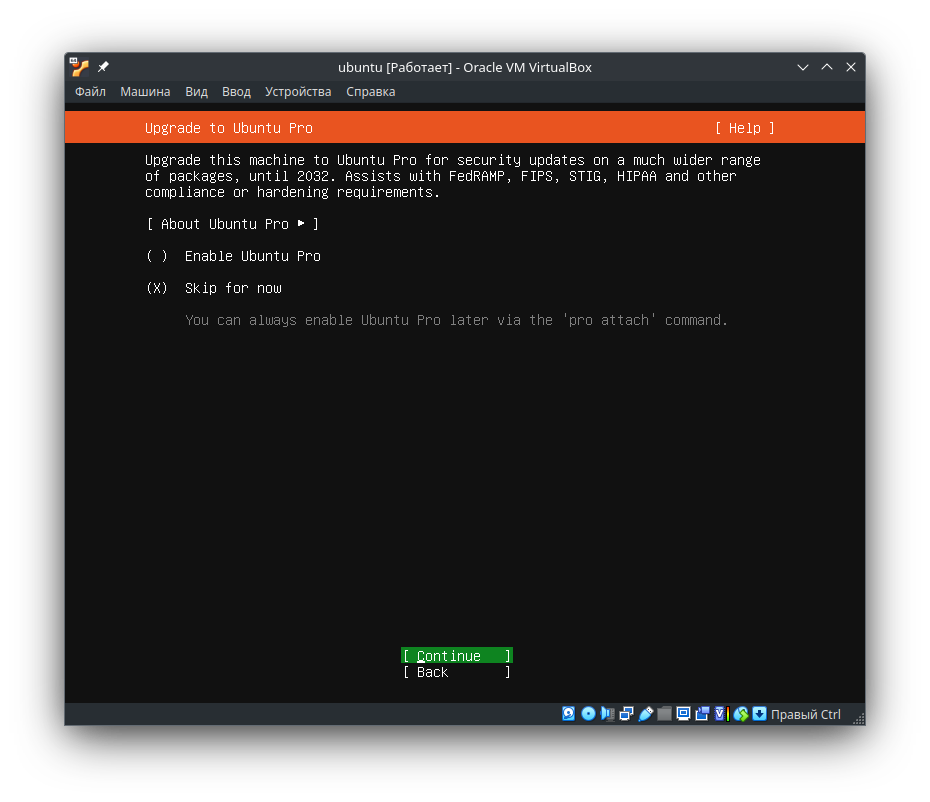 ubuntu [Работает] - Oracle VM VirtualBox
Файл Машина Вид Ввод Устройства Справка
Upgrade to Ubuntu Pro [ Help ]
Upgrade this machine to Ubuntu Pro for security updates on a much wider range
of packages, until 2032. Assists with FedRAMP, FIPS, STIG, HIPAA and other
compliance or hardening requirements.
[ About Ubuntu Pro ▸ ]
( ) Enable Ubuntu Pro
(X) Skip for now
You can always enable Ubuntu Pro later via the 'pro attach' command.
[ Continue ]
[ Back ]
Правый Ctrl